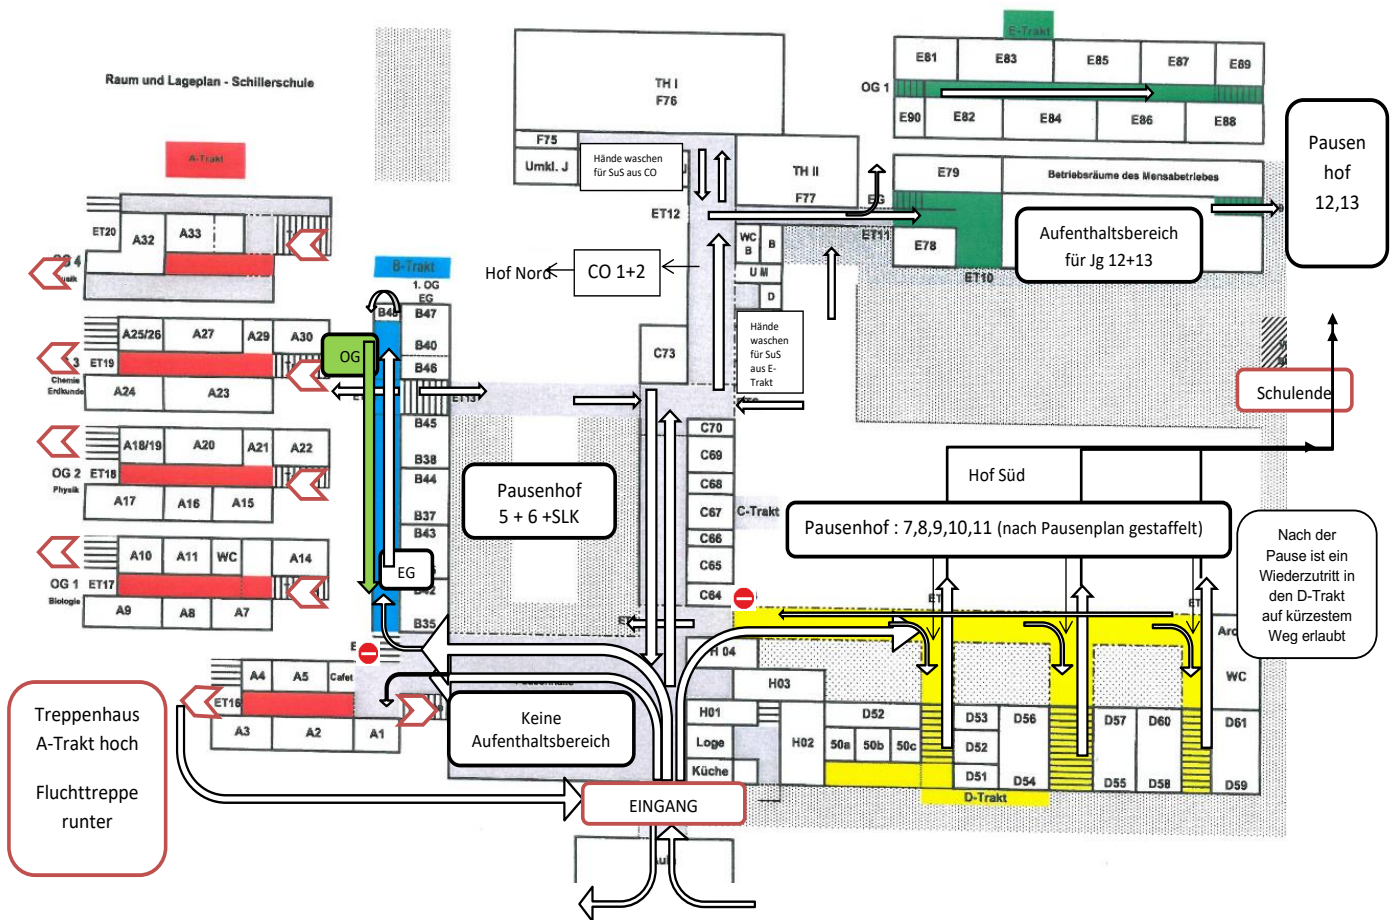 Raum und Lageplan - Schillerschule
A-Trakt
ET20
A32
A33
OG 4
B-Trakt
1. OG
EG
B48
B47
B40
B46
A25/26
A27
A29
A30
ET19
Chemie
Erdkunde
A24
A23
OG
ET13
A18/19
A20
A21
A22
OG 2
ET18
Physik
A17
A16
A15
B45
B38
B44
B37
B43
EG
B42
B35
A10
A11
WC
A14
OG 1
ET17
Biologie
A9
A8
A7
A4
A5
Cafet
ET16
A3
A2
A1
Treppenhaus
A-Trakt hoch
Fluchttreppe
runter
TH I
F76
F75
Umkl. J
Hände waschen
für SuS aus CO
TH II
F77
ET12
Hof Nord
CO 1+2
WC
B
B
U M
D
C73
Hände
waschen
für SuS
aus E-
Trakt
E-Trakt
E81
E83
E85
E87
E89
OG 1
E90
E82
E84
E86
E88
E79
Betriebsräume des Mensabetriebes
EG
ET11
E78
ET10
Aufenthaltsbereich
für Jg 12+13
Pausen
hof
12,13
Schulende
Pausenhof
5 + 6 +SLK
C70
C69
C68
C67
C-Trakt
C66
C65
C64
Hof Süd
Pausenhof : 7,8,9,10,11 (nach Pausenplan gestaffelt)
Nach der
Pause ist ein
Wiederzutritt in
den D-Trakt
auf kürzestem
Weg erlaubt
ET
ET
H 04
H03
H01
Loge
Küche
H02
D52
50a
50b
50c
D53
D52
D51
D56
D54
D57
D55
D60
D58
WC
D61
D59
D-Trakt
Keine
Aufenthaltsbereich
EINGANG